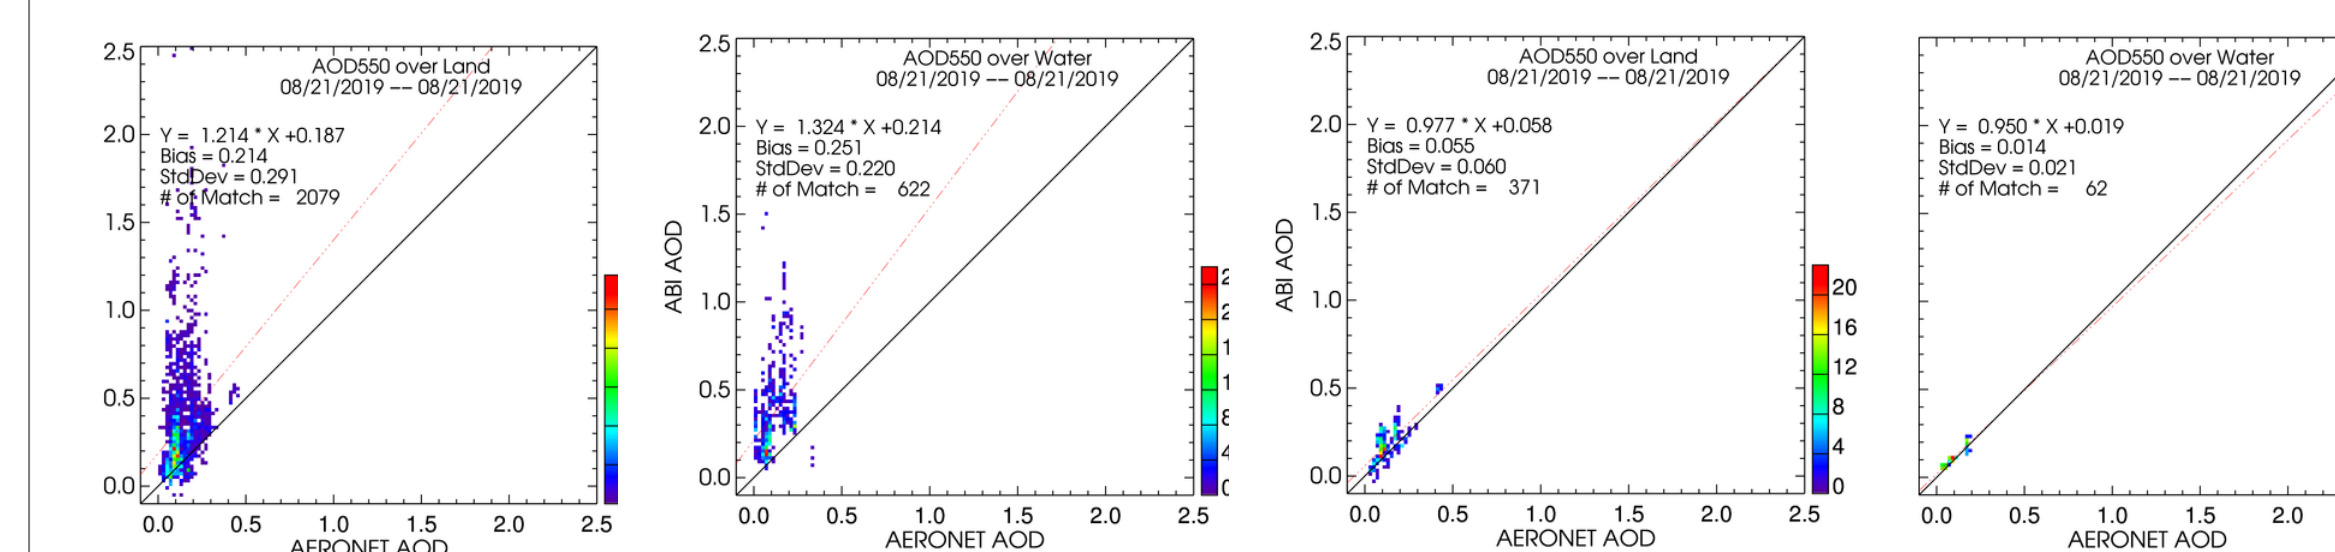 2.5
AOD550 over Land
08/21/2019 –– 08/21/2019
2.0
Y = 1.214 * X +0.187
Bias = 0.214
StdDev = 0.291
# of Match = 2079
1.5
1.0
0.5
0.0
0.0 0.5 1.0 1.5 2.0 2.5
AERONET AOD
2.5
AOD550 over Water
08/21/2019 –– 08/21/2019
2.0
Y = 1.324 * X +0.214
Bias = 0.251
StdDev = 0.220
# of Match = 622
1.5
ABI AOD
1.0
0.5
0.0
0.0 0.5 1.0 1.5 2.0 2.5
AERONET AOD
8
4
0
2.5
AOD550 over Land
08/21/2019 –– 08/21/2019
2.0
Y = 0.977 * X +0.058
Bias = 0.055
StdDev = 0.060
# of Match = 371
1.5
ABI AOD
1.0
0.5
0.0
0.0 0.5 1.0 1.5 2.0 2.5
AERONET AOD
20
16
12
8
4
0
AOD550 over Water
08/21/2019 –– 08/21/2019
Y = 0.950 * X +0.019
Bias = 0.014
StdDev = 0.021
# of Match = 62
0.0 0.5 1.0 1.5 2.0
AERONET AOD